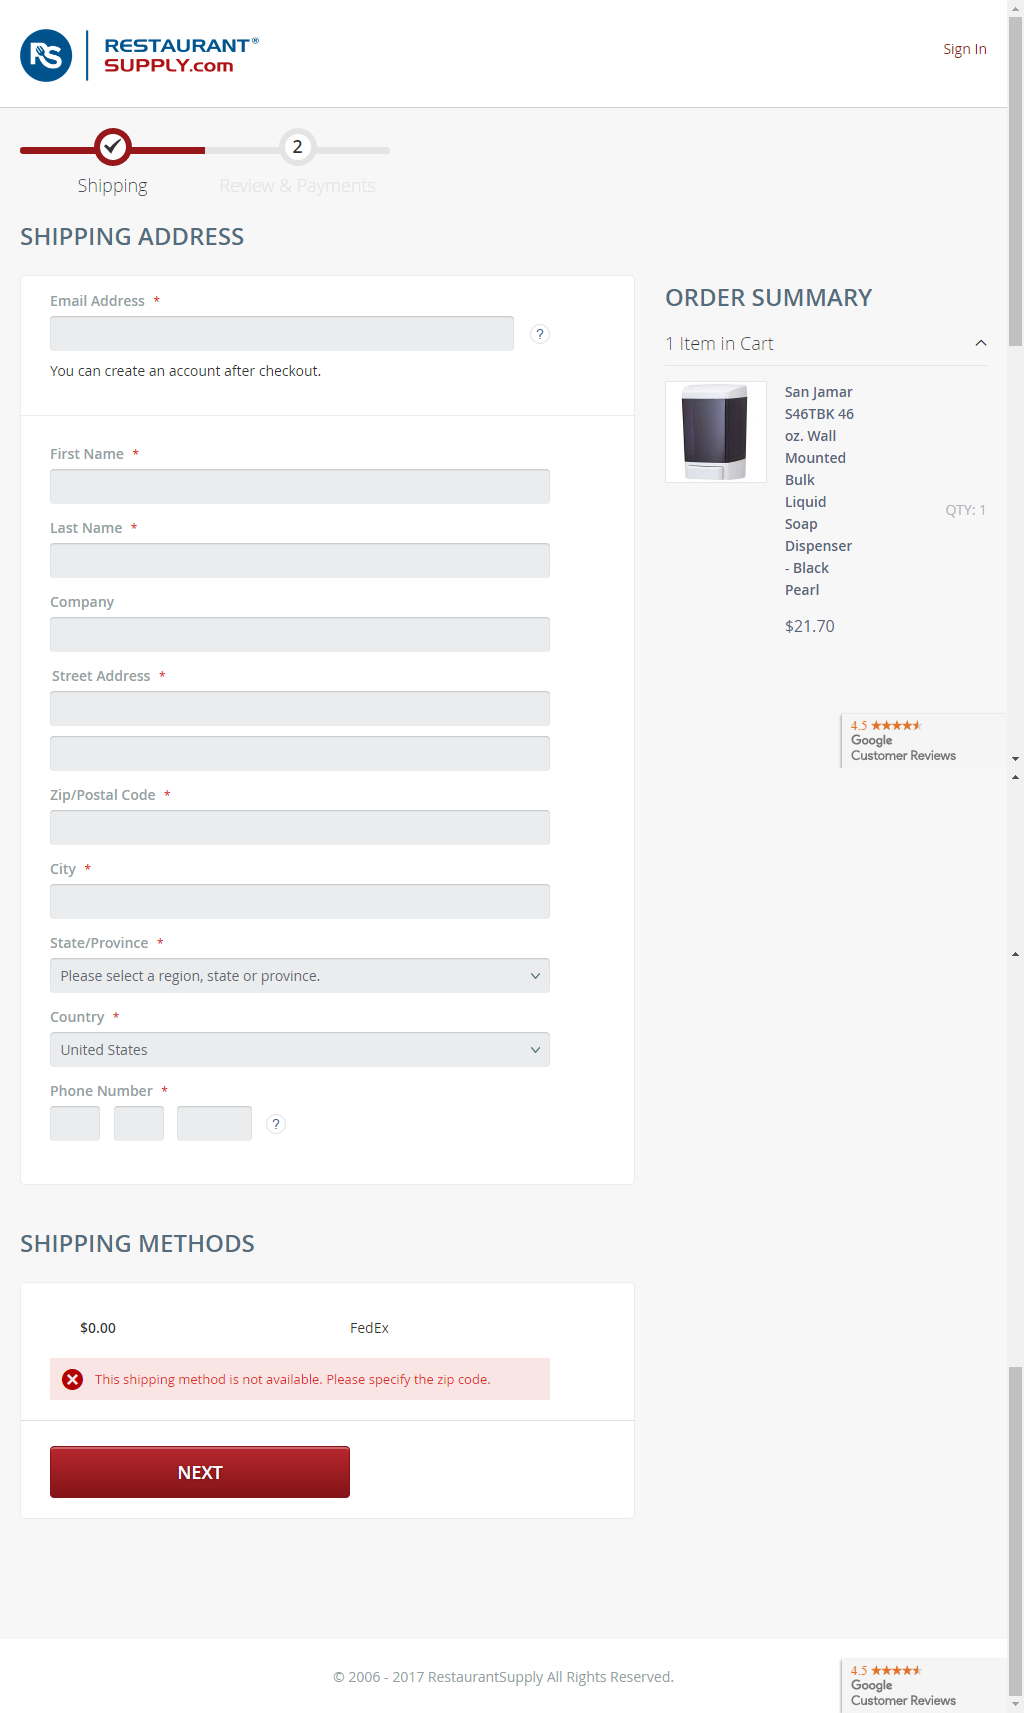 RS
RESTAURANT®
SUPPLY.com
Sign In
2
Shipping
Review & Payments
SHIPPING ADDRESS
Email Address *
?
You can create an account after checkout.
First Name *
Last Name *
Company
Street Address *
Zip/Postal Code *
City *
State/Province *
Please select a region, state or province.
Country *
United States
Phone Number *
?
ORDER SUMMARY
1 Item in Cart
San Jamar
S46TBK 46
oz. Wall
Mounted
Bulk
Liquid
Soap
Dispenser
- Black
Pearl
QTY: 1
$21.70
4.5 ★★★★★
Google
Customer Reviews
SHIPPING METHODS
$0.00 FedEx
This shipping method is not available. Please specify the zip code.
NEXT
© 2006 - 2017 RestaurantSupply All Rights Reserved.
4.5 ★★★★★
Google
Customer Reviews